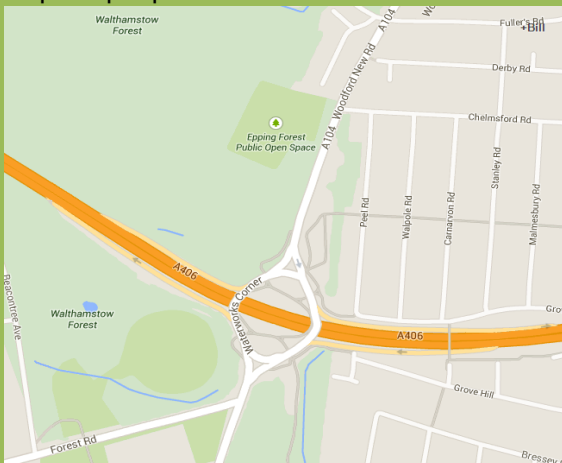 Walthamstow
Forest
A104
Fuller's Rd
+Bill
Derby Rd
A104 Woodford New Rd
Chelmsford Rd
Epping Forest
Public Open Space
Stanley Rd
Peel Rd
Walpole Rd
Carnarvon Rd
Malmesbury Rd
A406
Waterworks Corner
Beacontree Ave
Walthamstow
Forest
A406
Grove Hill
Forest Rd